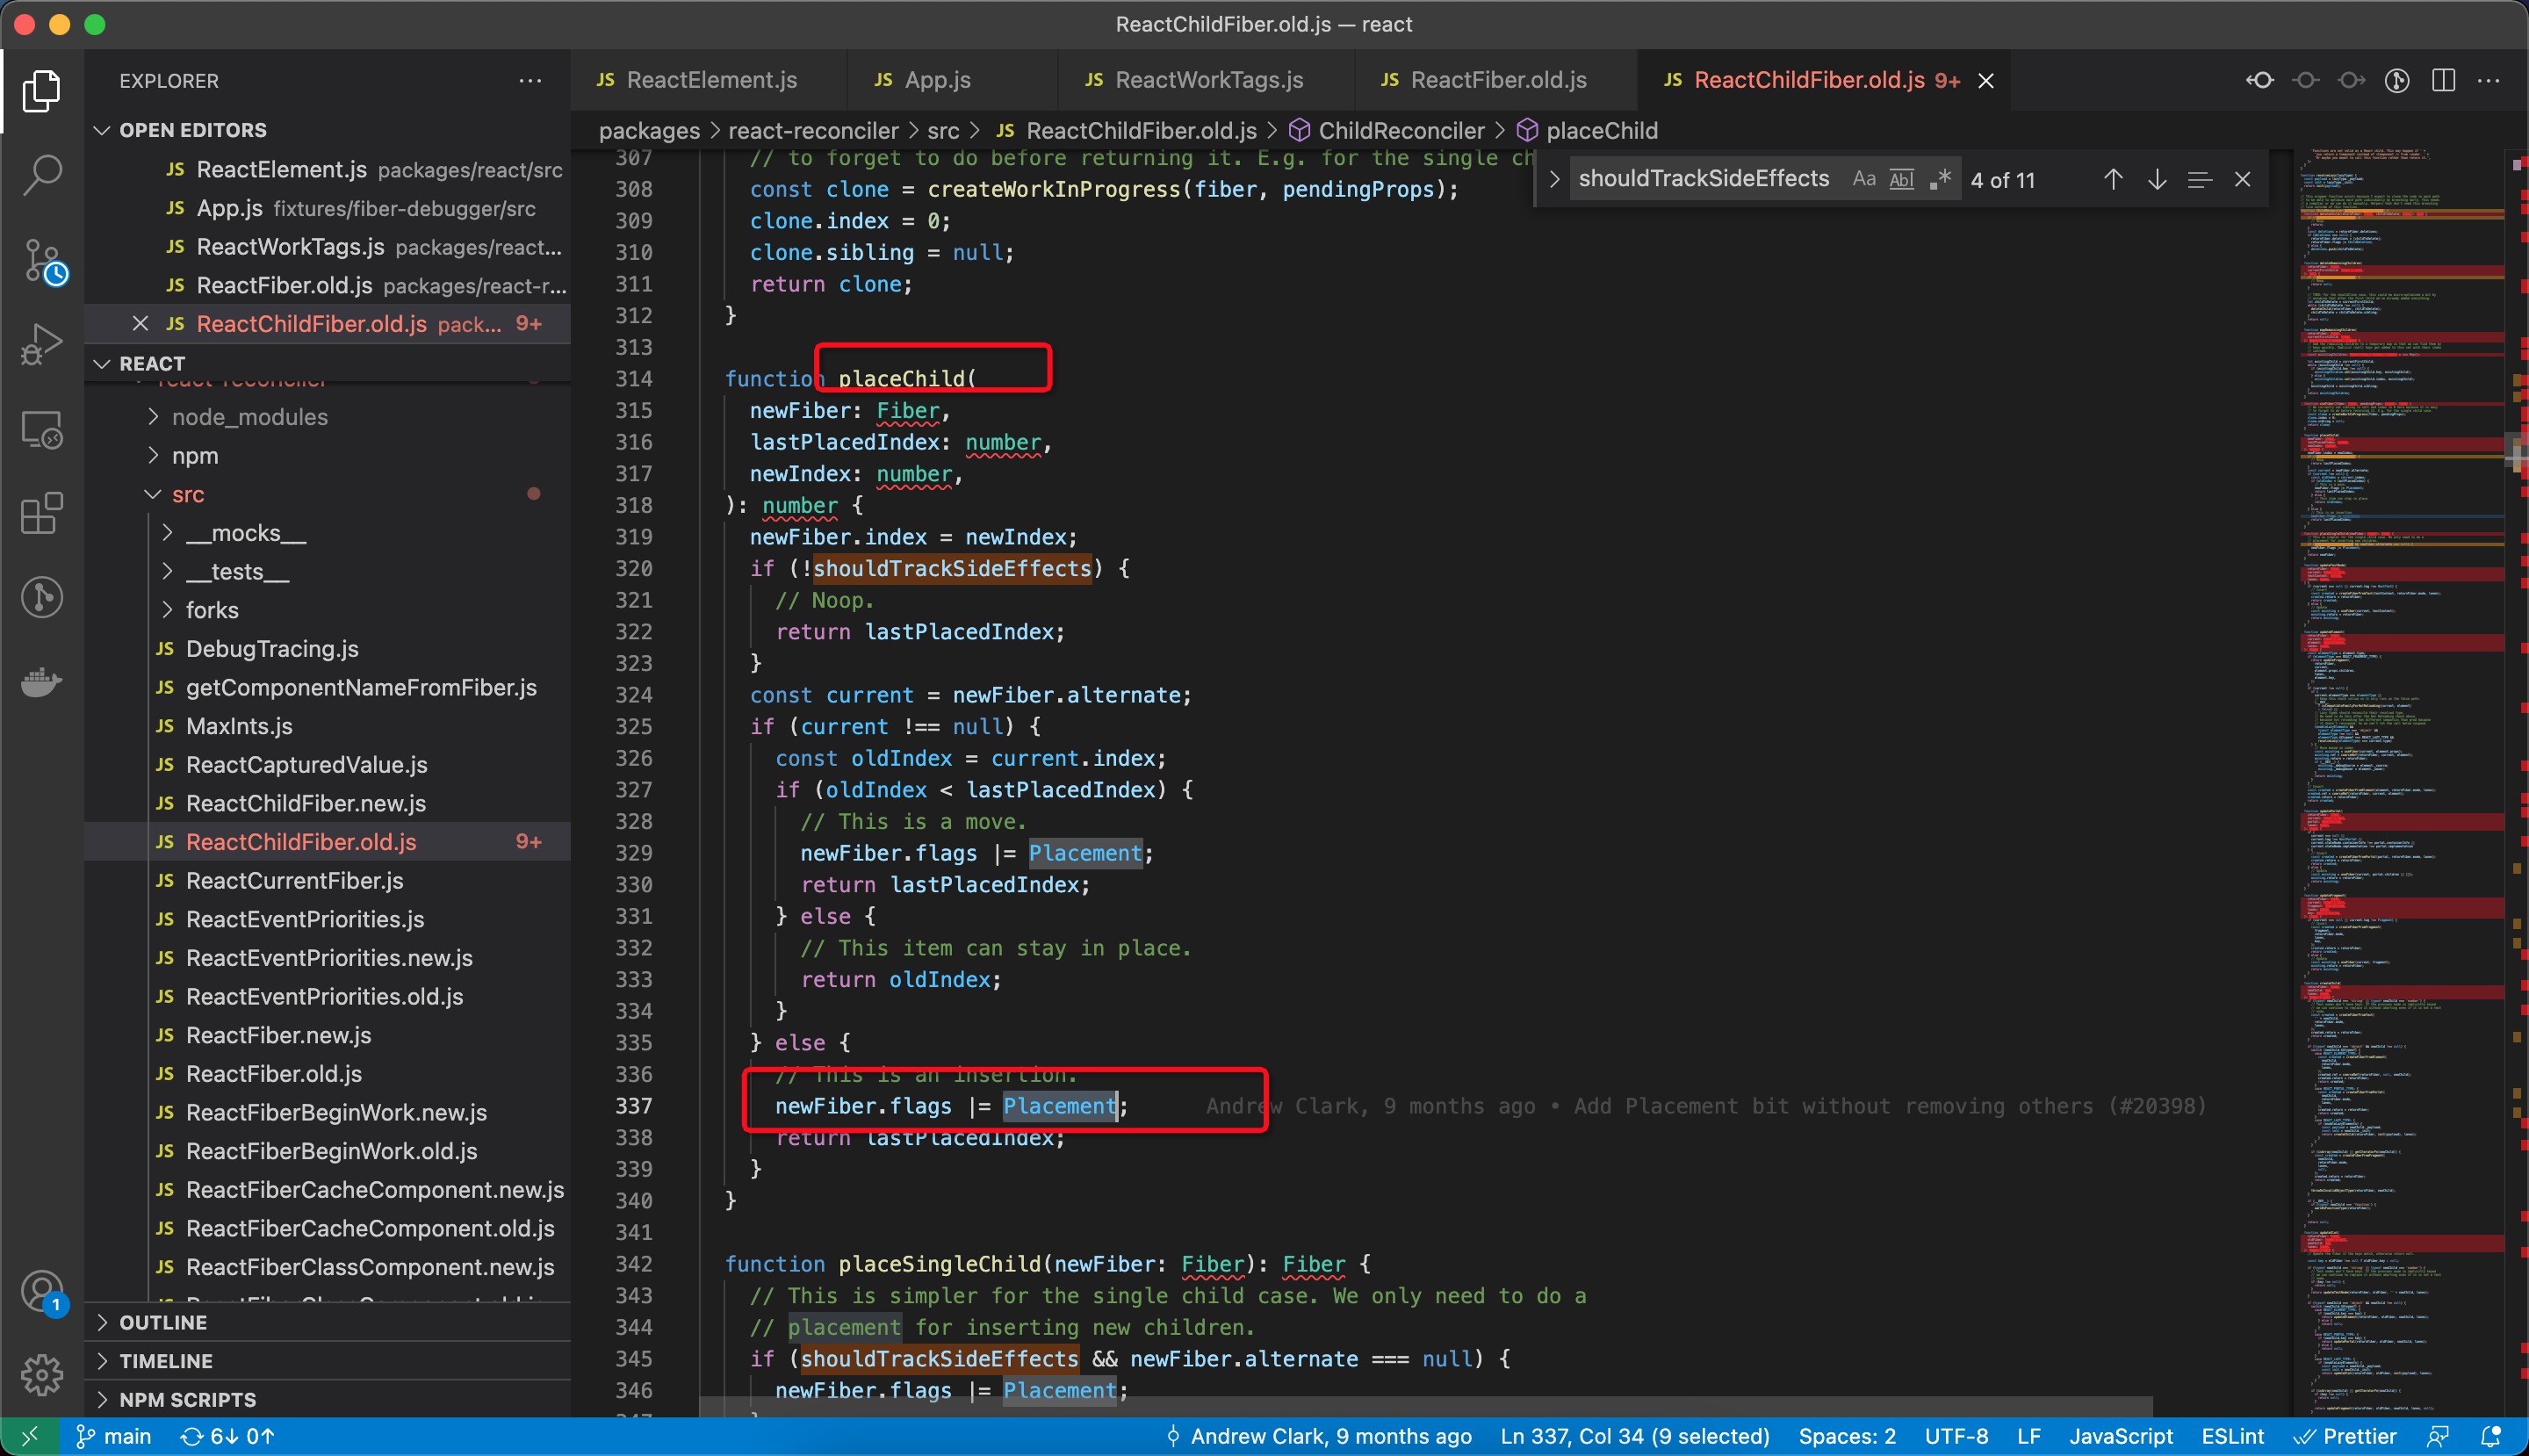 ReactChildFiber.old.js — react
EXPLORER
OPEN EDITORS
JS ReactElement.js packages/react/src
JS App.js fixtures/fiber-debugger/src
JS ReactWorkTags.js packages/react...
JS ReactFiber.old.js packages/react-r...
JS ReactChildFiber.old.js pack... 9+
REACT
react-reconciler
node_modules
npm
src
__mocks__
__tests__
forks
JS DebugTracing.js
JS getComponentNameFromFiber.js
JS MaxInts.js
JS ReactCapturedValue.js
JS ReactChildFiber.new.js
JS ReactChildFiber.old.js 9+
JS ReactCurrentFiber.js
JS ReactEventPriorities.js
JS ReactEventPriorities.new.js
JS ReactEventPriorities.old.js
JS ReactFiber.new.js
JS ReactFiber.old.js
JS ReactFiberBeginWork.new.js
JS ReactFiberBeginWork.old.js
JS ReactFiberCacheComponent.new.js
JS ReactFiberCacheComponent.old.js
JS ReactFiberClassComponent.new.js
OUTLINE
TIMELINE
NPM SCRIPTS
1
JS ReactElement.js JS App.js JS ReactWorkTags.js JS ReactFiber.old.js JS ReactChildFiber.old.js 9+
packages > react-reconciler > src > JS ReactChildFiber.old.js > ChildReconciler > placeChild
shouldTrackSideEffects Aa Abl .* 4 of 11
307 // to forget to do before returning it. E.g. for the single ch
308 const clone = createWorkInProgress(fiber, pendingProps);
309 clone.index = 0;
310 clone.sibling = null;
311 return clone;
312 }
313
314 function placeChild(
315 newFiber: Fiber,
316 lastPlacedIndex: number,
317 newIndex: number,
318 ): number {
319 newFiber.index = newIndex;
320 if (!shouldTrackSideEffects) {
321 // Noop.
322 return lastPlacedIndex;
323 }
324 const current = newFiber.alternate;
325 if (current !== null) {
326 const oldIndex = current.index;
327 if (oldIndex < lastPlacedIndex) {
328 // This is a move.
329 newFiber.flags |= Placement;
330 return lastPlacedIndex;
331 } else {
332 // This item can stay in place.
333 return oldIndex;
334 }
335 } else {
336 // This is an insertion.
337 newFiber.flags |= Placement; Andrew Clark, 9 months ago • Add Placement bit without removing others (#20398)
338 return lastPlacedIndex;
339 }
340 }
341
342 function placeSingleChild(newFiber: Fiber): Fiber {
343 // This is simpler for the single child case. We only need to do a
344 // placement for inserting new children.
345 if (shouldTrackSideEffects && newFiber.alternate === null) {
346 newFiber.flags |= Placement;
main 6↓ 0↑ Andrew Clark, 9 months ago Ln 337, Col 34 (9 selected) Spaces: 2 UTF-8 LF JavaScript ESLint Prettier